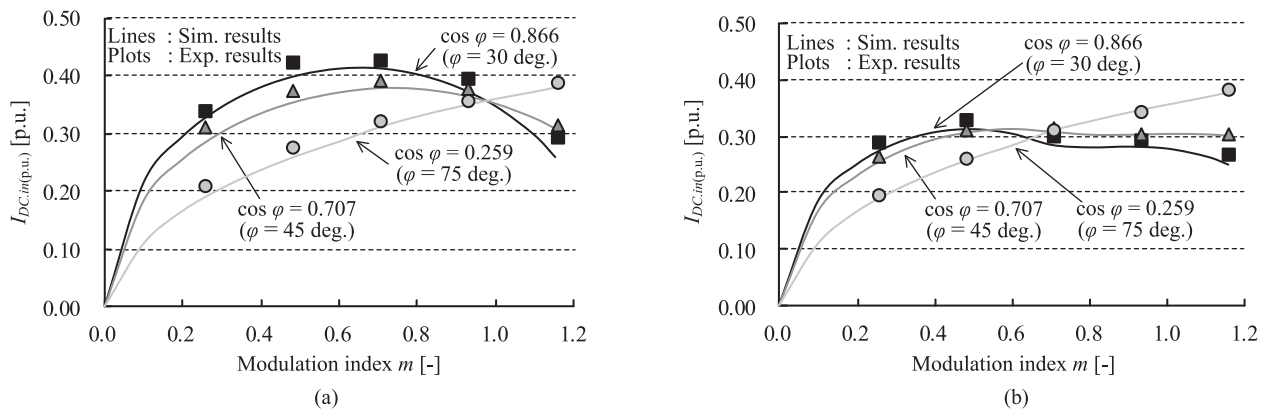 (a)
0.50
0.40
0.30
0.20
0.10
0.00
I_DC.in(p.u.) [p.u.]
Lines : Sim. results
Plots : Exp. results
cos φ = 0.866
(φ = 30 deg.)
cos φ = 0.259
(φ = 75 deg.)
cos φ = 0.707
(φ = 45 deg.)
0.0 0.2 0.4 0.6 0.8 1.0 1.2
Modulation index m [-]
(a)
(b)
0.50
0.40
0.30
0.20
0.10
0.00
I_DC.in(p.u.) [p.u.]
Lines : Sim. results
Plots : Exp. results
cos φ = 0.866
(φ = 30 deg.)
cos φ = 0.707
(φ = 45 deg.)
cos φ = 0.259
(φ = 75 deg.)
0.0 0.2 0.4 0.6 0.8 1.0 1.2
Modulation index m [-]
(b)